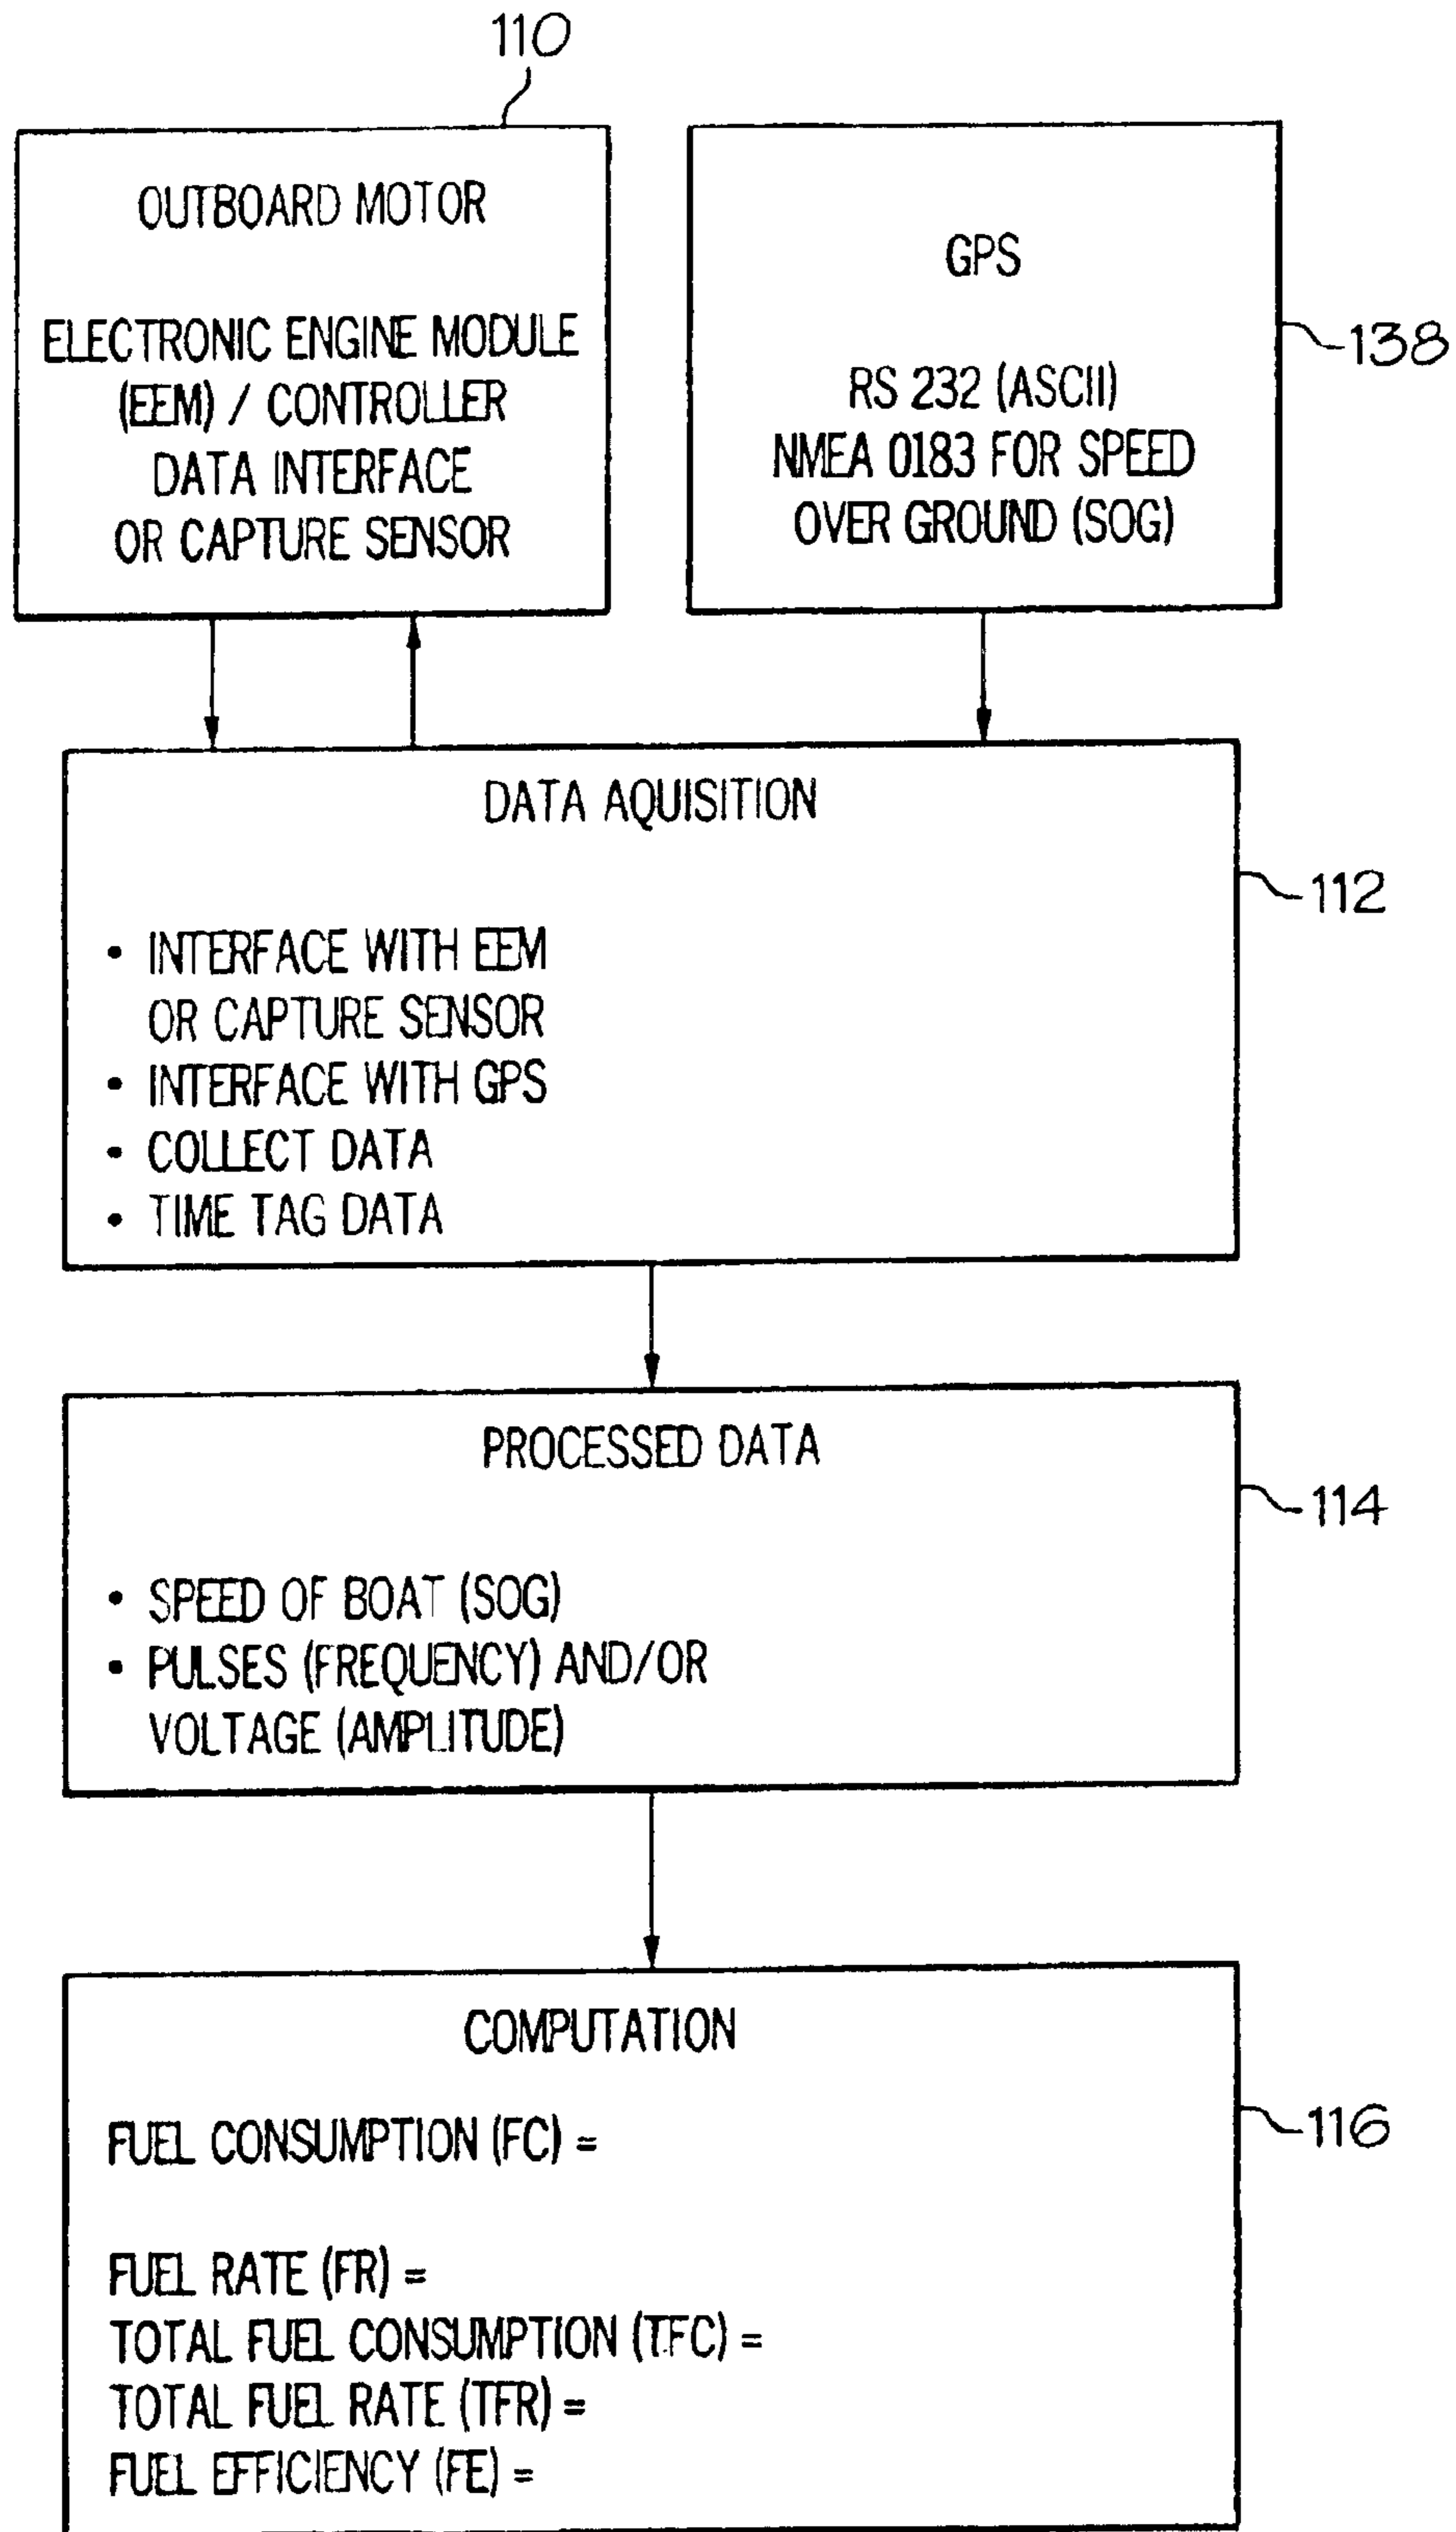 110
OUTBOARD MOTOR
ELECTRONIC ENGINE MODULE
(EEM) / CONTROLLER
DATA INTERFACE
OR CAPTURE SENSOR
GPS
RS 232 (ASCII)
NMEA 0183 FOR SPEED
OVER GROUND (SOG)
138
DATA AQUISITION
112
• INTERFACE WITH EEM
OR CAPTURE SENSOR
• INTERFACE WITH GPS
• COLLECT DATA
• TIME TAG DATA
PROCESSED DATA
114
• SPEED OF BOAT (SOG)
• PULSES (FREQUENCY) AND/OR
VOLTAGE (AMPLITUDE)
COMPUTATION
116
FUEL CONSUMPTION (FC) =
FUEL RATE (FR) =
TOTAL FUEL CONSUMPTION (TFC) =
TOTAL FUEL RATE (TFR) =
FUEL EFFICIENCY (FE) =